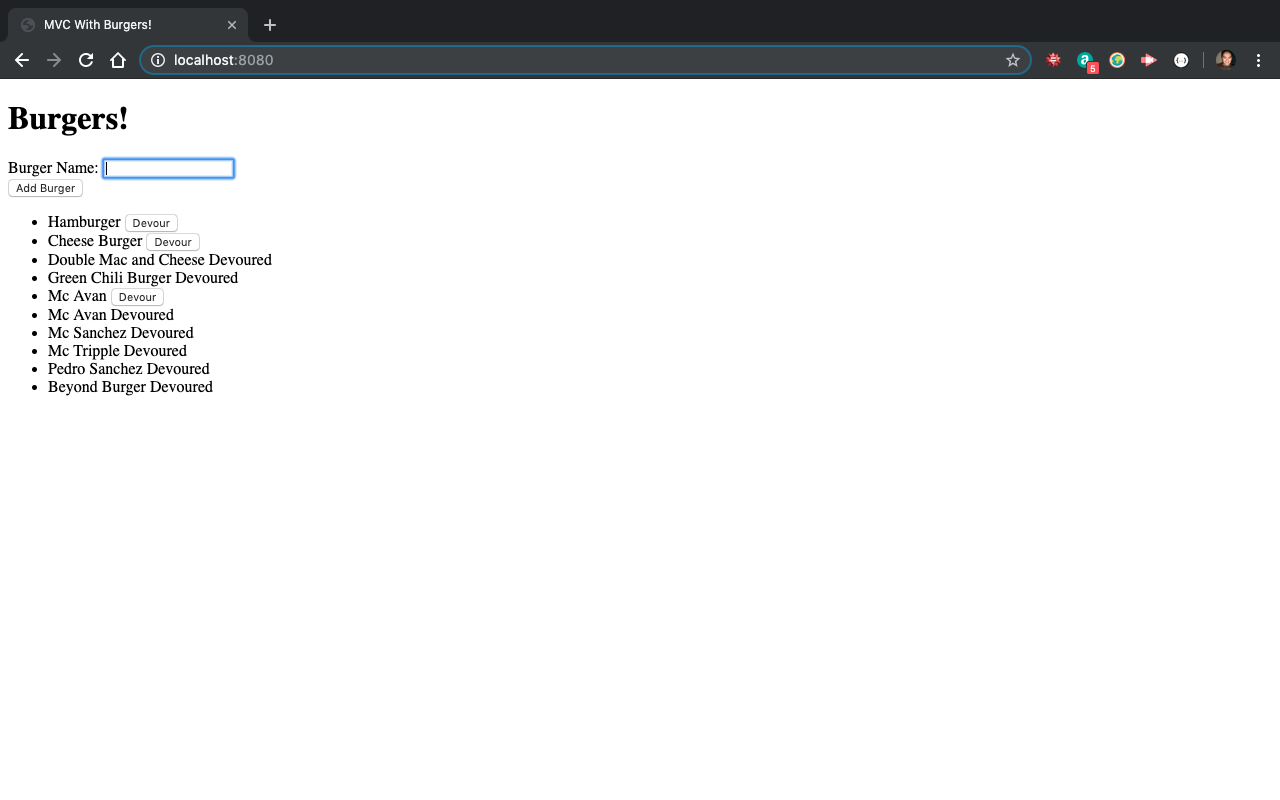 MVC With Burgers!
localhost:8080
5
Burgers!
Burger Name:
Add Burger
Hamburger Devour
Cheese Burger Devour
Double Mac and Cheese Devoured
Green Chili Burger Devoured
Mc Avan Devour
Mc Avan Devoured
Mc Sanchez Devoured
Mc Tripple Devoured
Pedro Sanchez Devoured
Beyond Burger Devoured